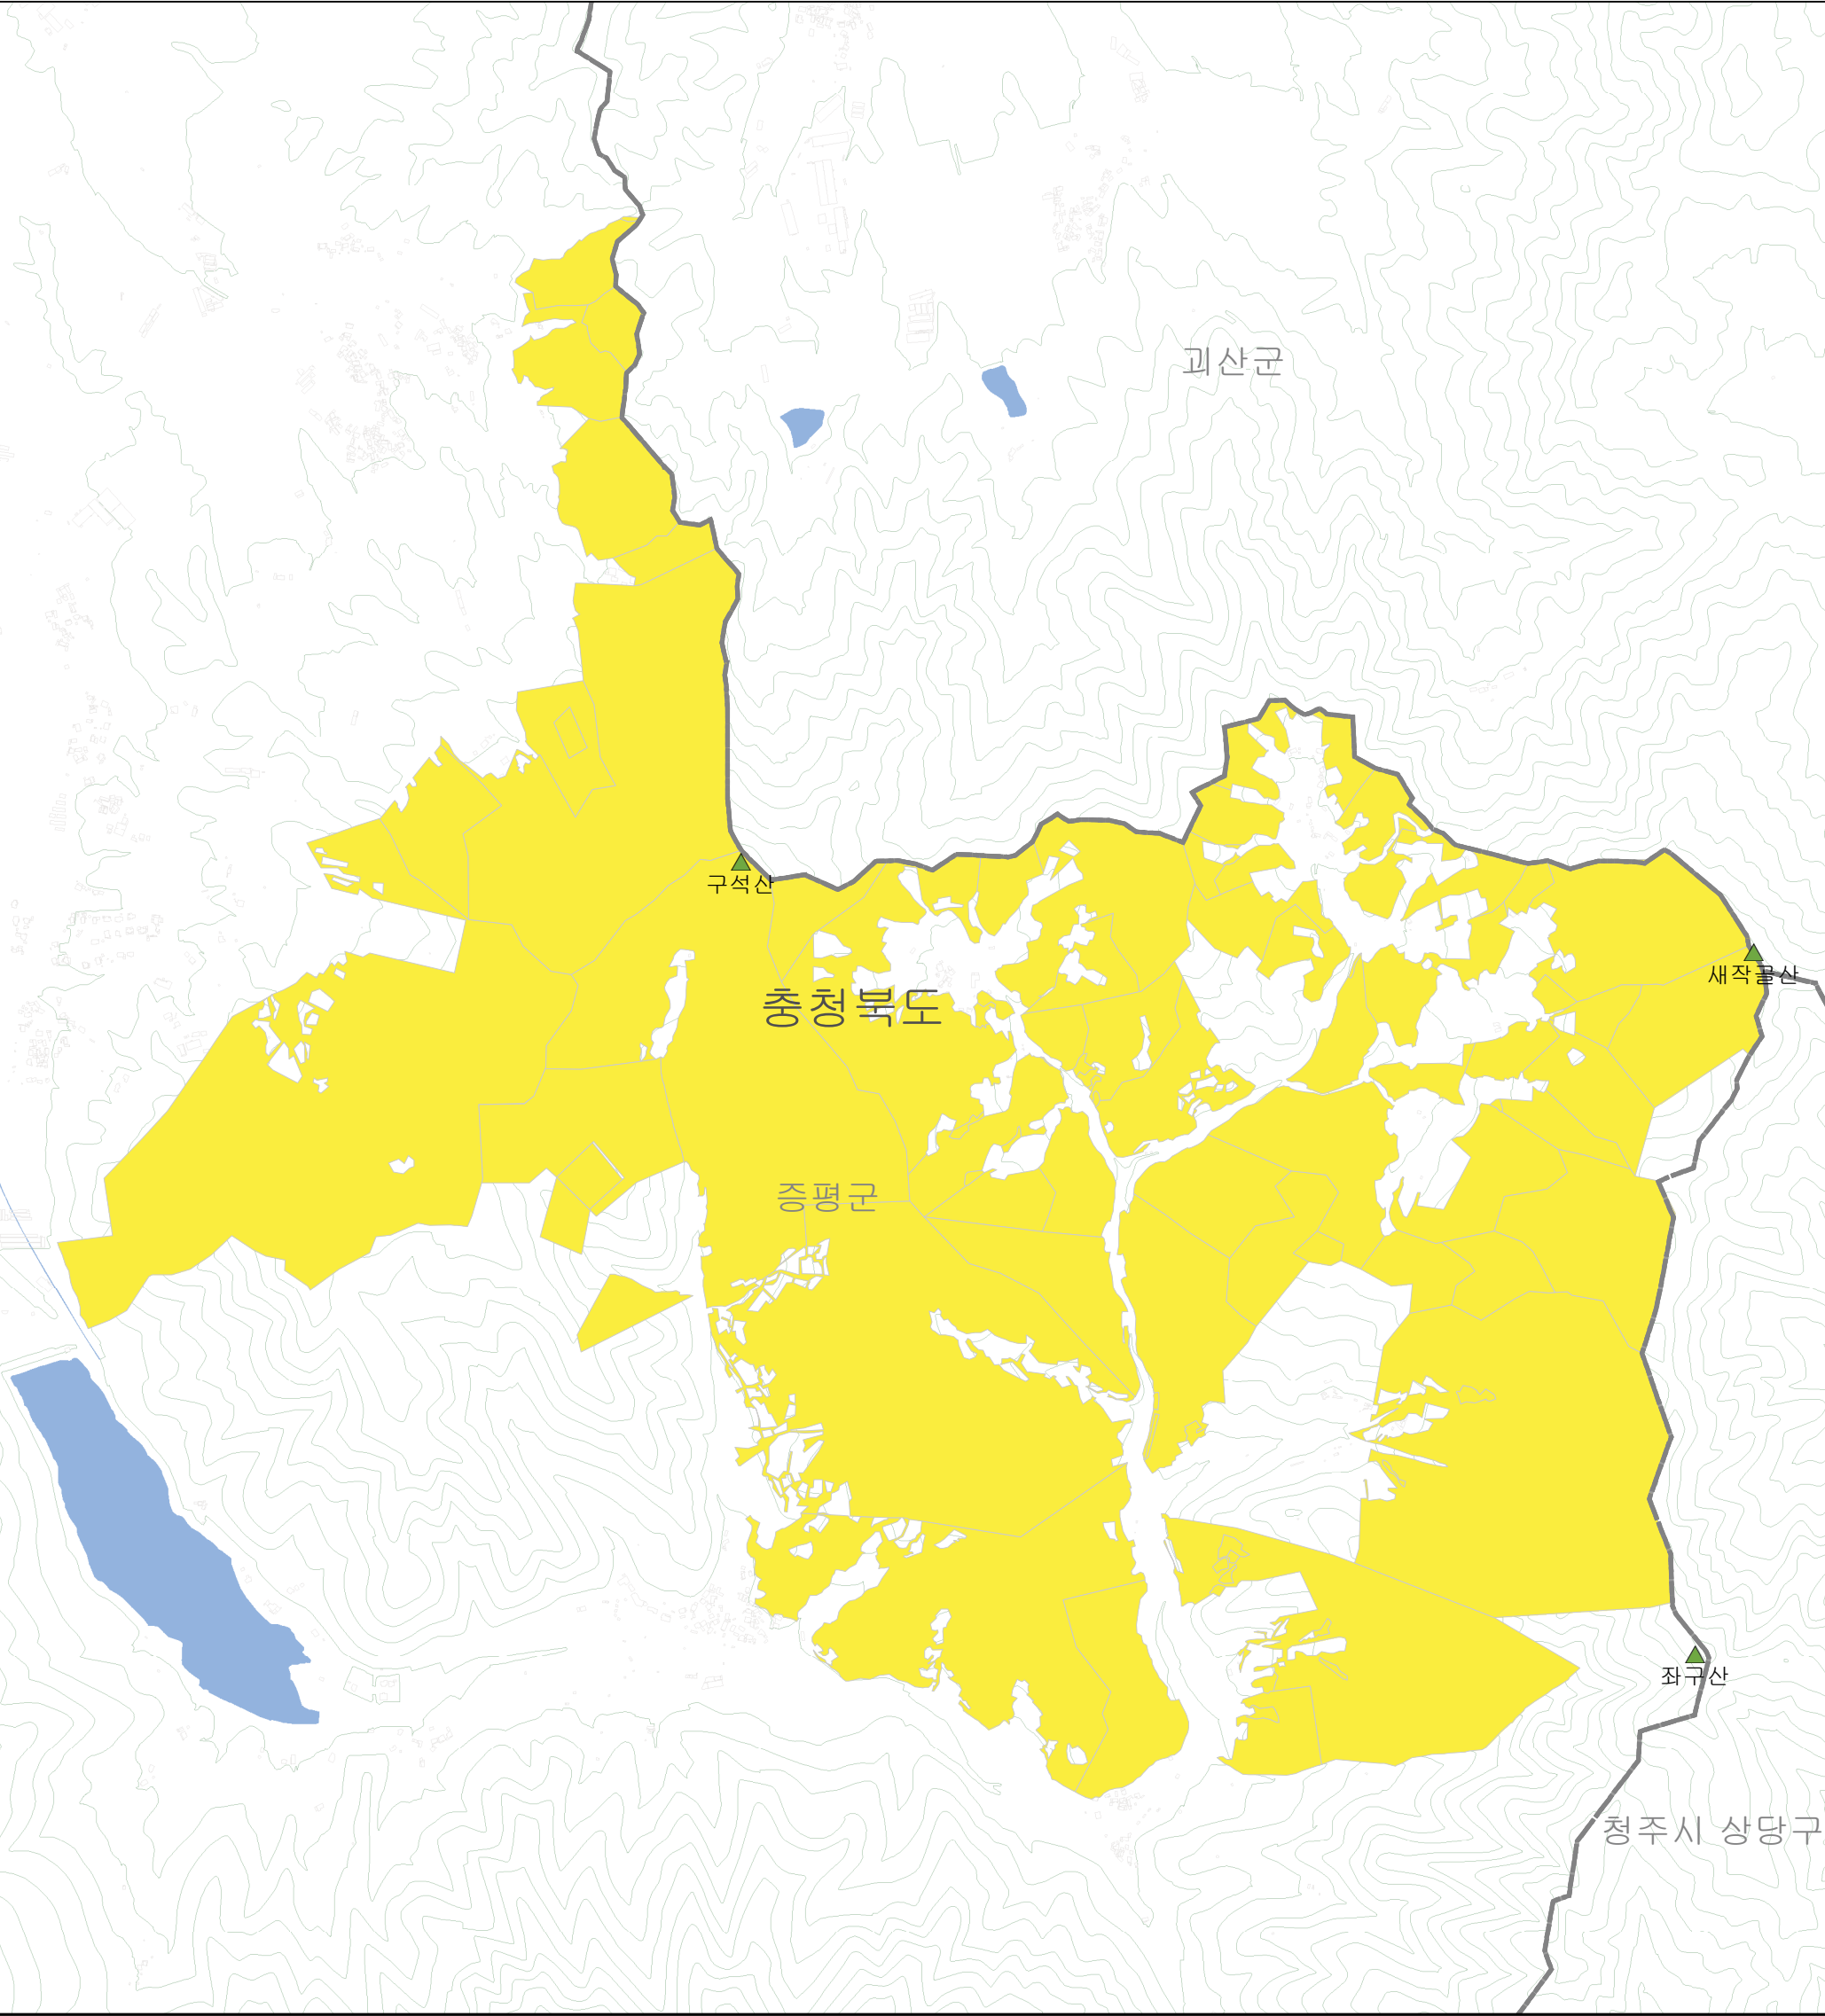 괴산군
구석산
새작골산
충청북도
증평군
좌구산
청주시 상당구